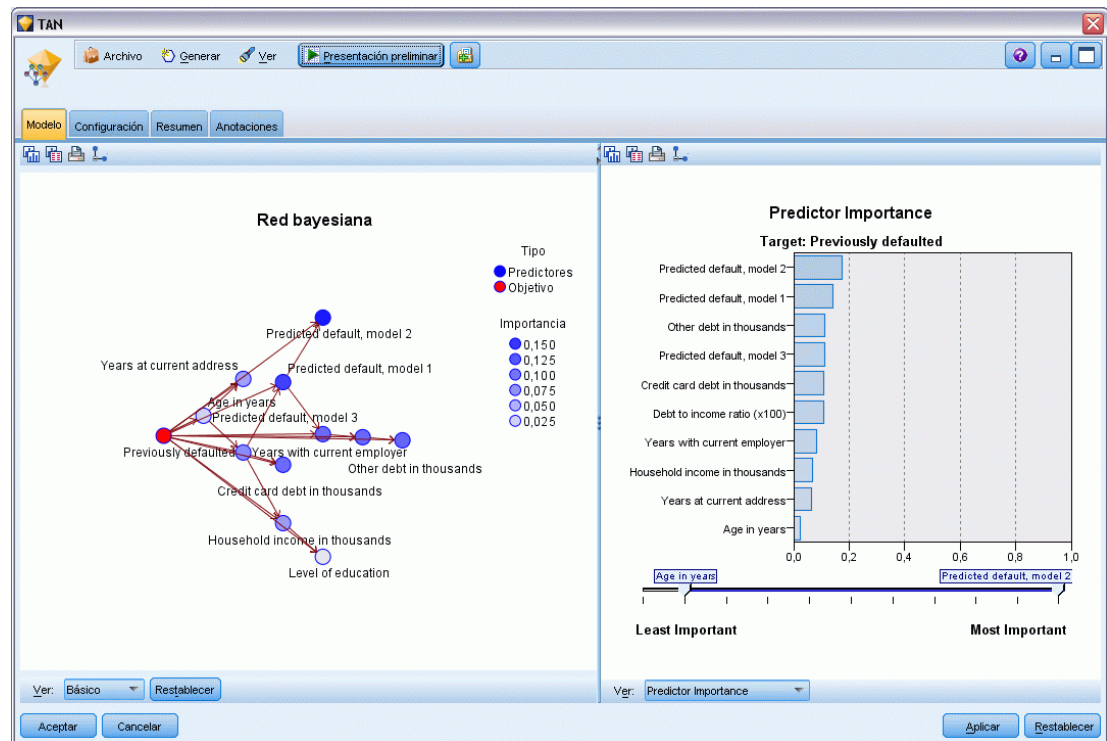 TAN
Archivo Generar Ver Presentación preliminar
Modelo Configuración Resumen Anotaciones
Red bayesiana
Tipo
Predictores
Objetivo
Importancia
0,150
0,125
0,100
0,075
0,050
0,025
Predicted default, model 2
Years at current address
Predicted default, model 1
Age in years
Predicted default, model 3
Previously defaulted
Years with current employer
Other debt in thousands
Credit card debt in thousands
Household income in thousands
Level of education
Ver: Básico Restablecer
Predictor Importance
Target: Previously defaulted
Predicted default, model 2
Predicted default, model 1
Other debt in thousands
Predicted default, model 3
Credit card debt in thousands
Debt to income ratio (x100)
Years with current employer
Household income in thousands
Years at current address
Age in years
0,0 0,2 0,4 0,6 0,8 1,0
Age in years Predicted default, model 2
Least Important Most Important
Ver: Predictor Importance
Aceptar Cancelar Aplicar Restablecer